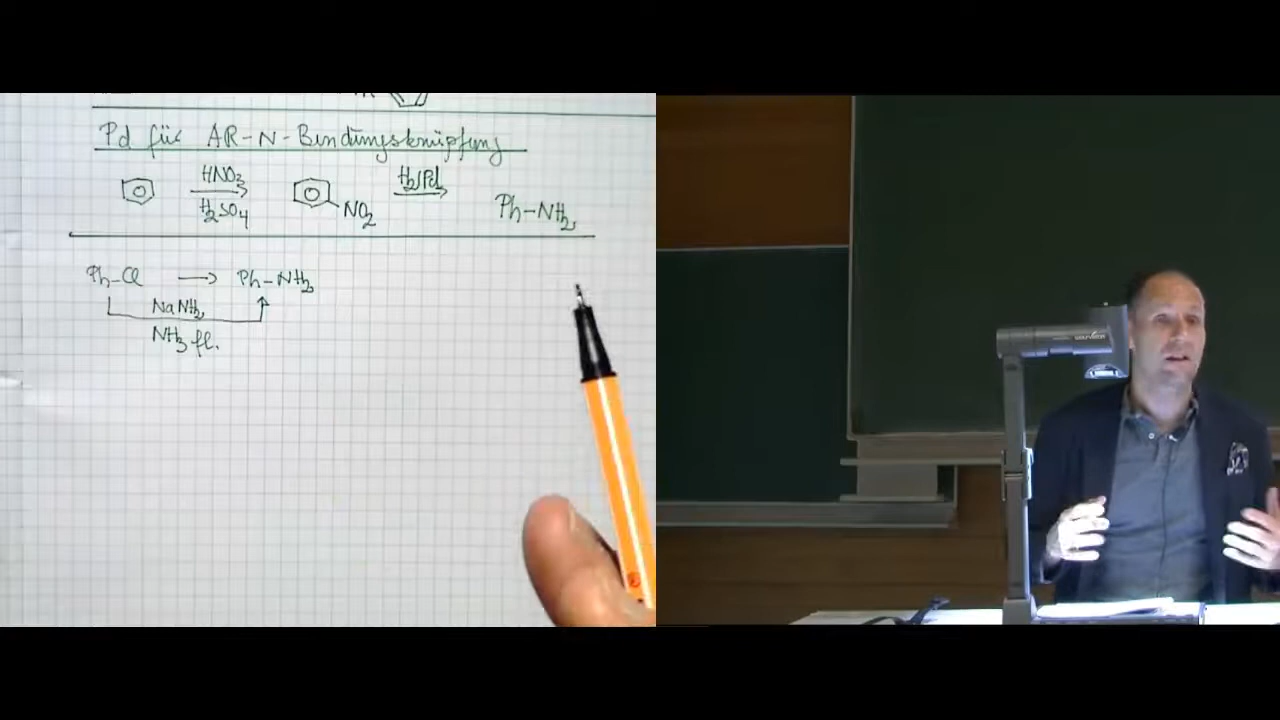 Pd für AR-N-Bindungsknüpfung
HNO3
H2SO4
NO2
H2/Pd
Ph-NH2
Ph-Cl → Ph-NH2
NaNH2
NH3 fl.